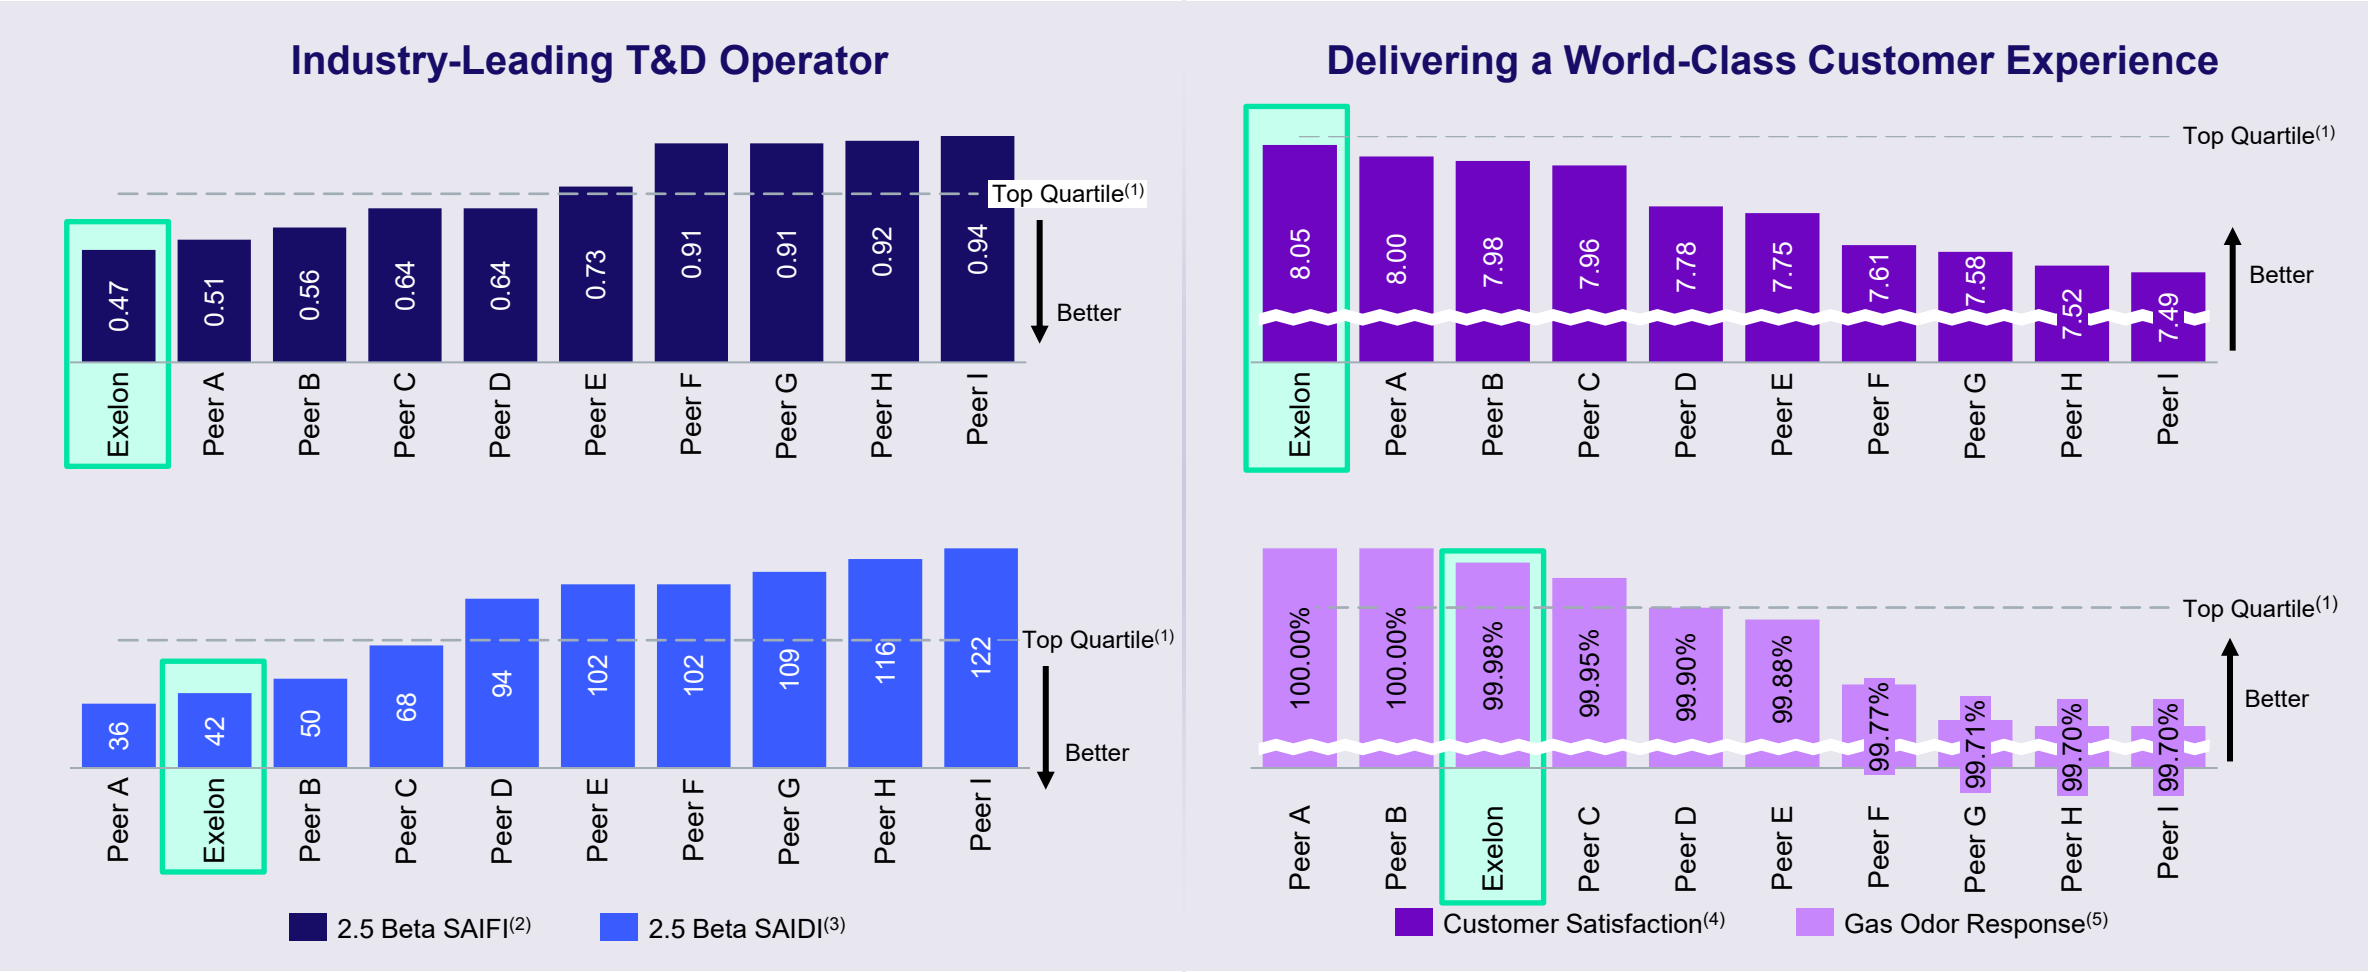 Industry-Leading T&D Operator
0.47
0.51
0.56
0.64
0.64
0.73
0.91
0.91
0.92
0.94
Top Quartile(1)
Better
Exelon
Peer A
Peer B
Peer C
Peer D
Peer E
Peer F
Peer G
Peer H
Peer I
36
42
50
68
94
102
102
109
116
122
Top Quartile(1)
Better
Peer A
Exelon
Peer B
Peer C
Peer D
Peer E
Peer F
Peer G
Peer H
Peer I
2.5 Beta SAIFI(2)
2.5 Beta SAIDI(3)
Delivering a World-Class Customer Experience
Top Quartile(1)
8.05
8.00
7.98
7.96
7.78
7.75
7.61
7.58
7.52
7.49
Better
Exelon
Peer A
Peer B
Peer C
Peer D
Peer E
Peer F
Peer G
Peer H
Peer I
Top Quartile(1)
100.00%
100.00%
99.98%
99.95%
99.90%
99.88%
99.77%
99.71%
99.70%
99.70%
Better
Peer A
Peer B
Exelon
Peer C
Peer D
Peer E
Peer F
Peer G
Peer H
Peer I
Customer Satisfaction(4)
Gas Odor Response(5)